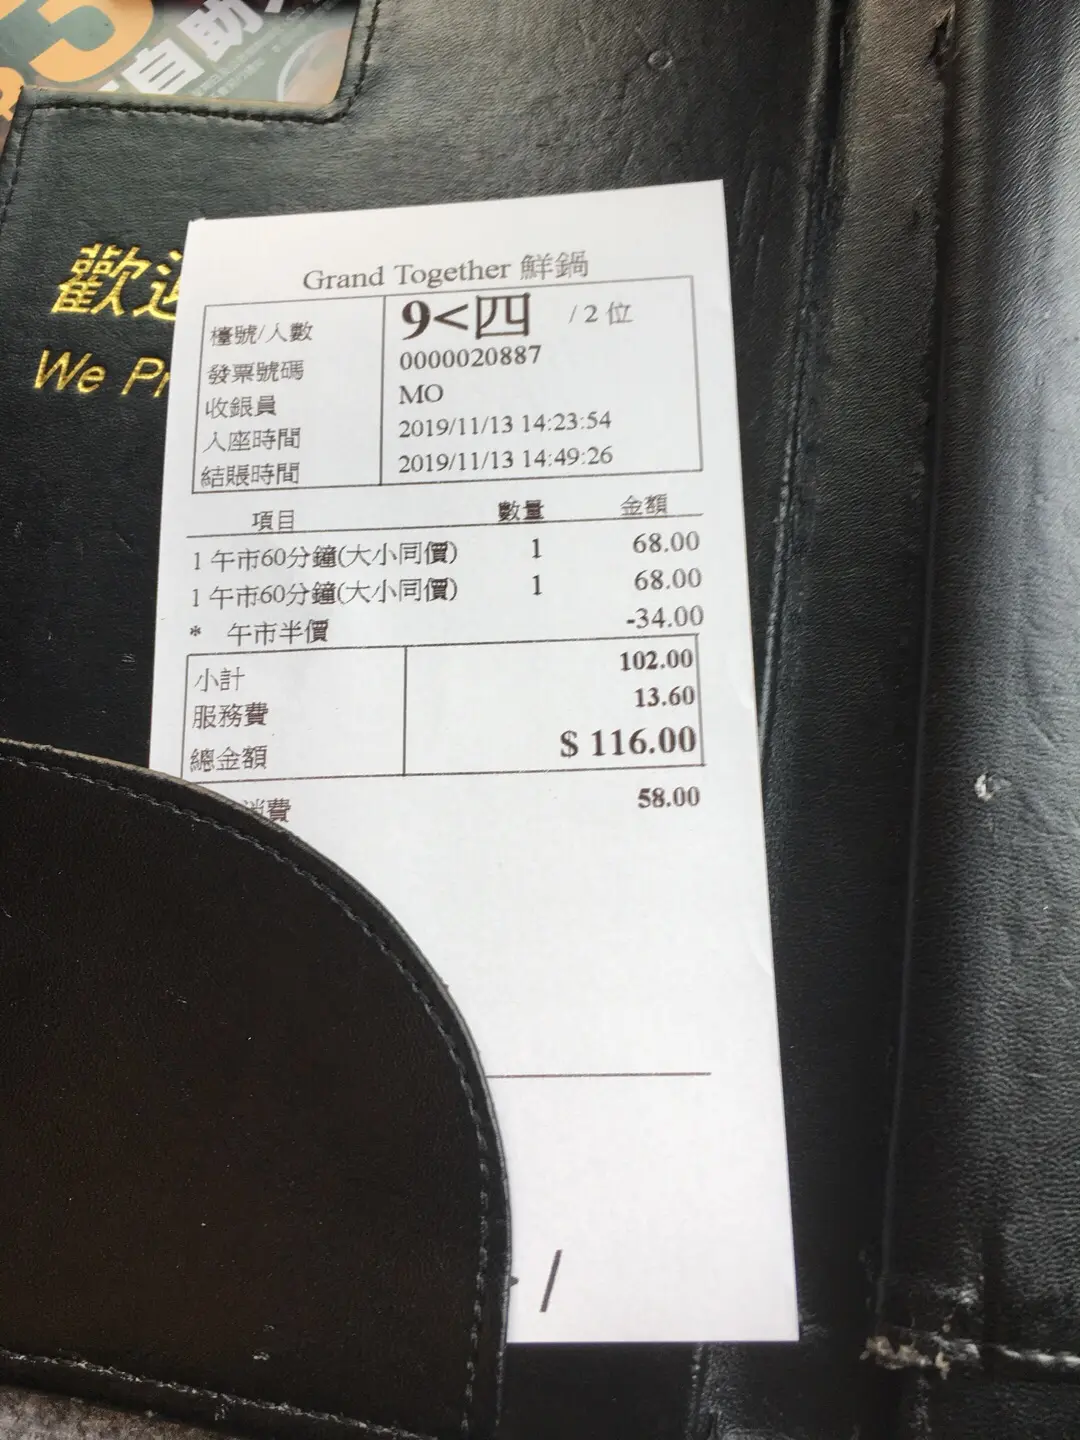 自助
歡迎
We Pr
Grand Together 鮮鍋
檯號/人數 9<四 / 2 位
發票號碼 0000020887
收銀員 MO
入座時間 2019/11/13 14:23:54
結賬時間 2019/11/13 14:49:26
項目 數量 金額
1 午市60分鐘(大小同價) 1 68.00
1 午市60分鐘(大小同價) 1 68.00
* 午市半價 -34.00
小計 102.00
服務費 13.60
總金額 $ 116.00
消費 58.00
/